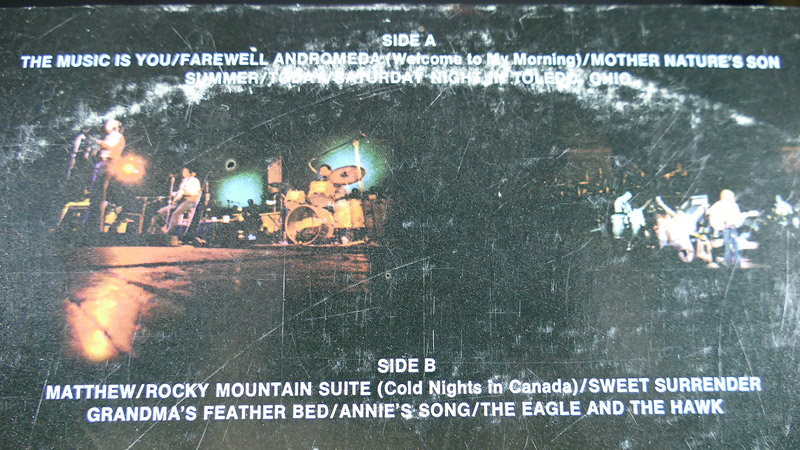 SIDE A
THE MUSIC IS YOU/FAREWELL ANDROMEDA (Welcome to My Morning)/MOTHER NATURE'S SON
SUMMER/TODAY/SATURDAY NIGHT IN TOLEDO, OHIO
SIDE B
MATTHEW/ROCKY MOUNTAIN SUITE (Cold Nights in Canada)/SWEET SURRENDER
GRANDMA'S FEATHER BED/ANNIE'S SONG/THE EAGLE AND THE HAWK